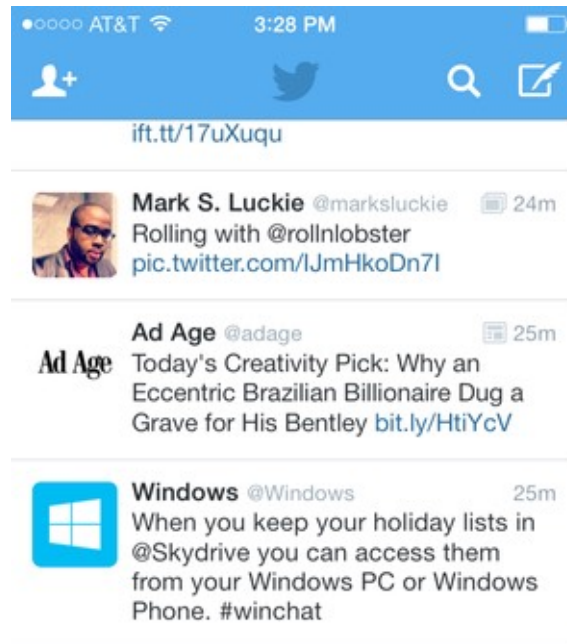 AT&T 3:28 PM
ift.tt/17uXuqu
Mark S. Luckie @marksluckie 24m
Rolling with @rollnlobster
pic.twitter.com/IJmHkoDn7I
Ad Age @adage 25m
Ad Age Today's Creativity Pick: Why an
Eccentric Brazilian Billionaire Dug a
Grave for His Bentley bit.ly/HtiYcV
Windows @Windows 25m
When you keep your holiday lists in
@Skydrive you can access them
from your Windows PC or Windows
Phone. #winchat